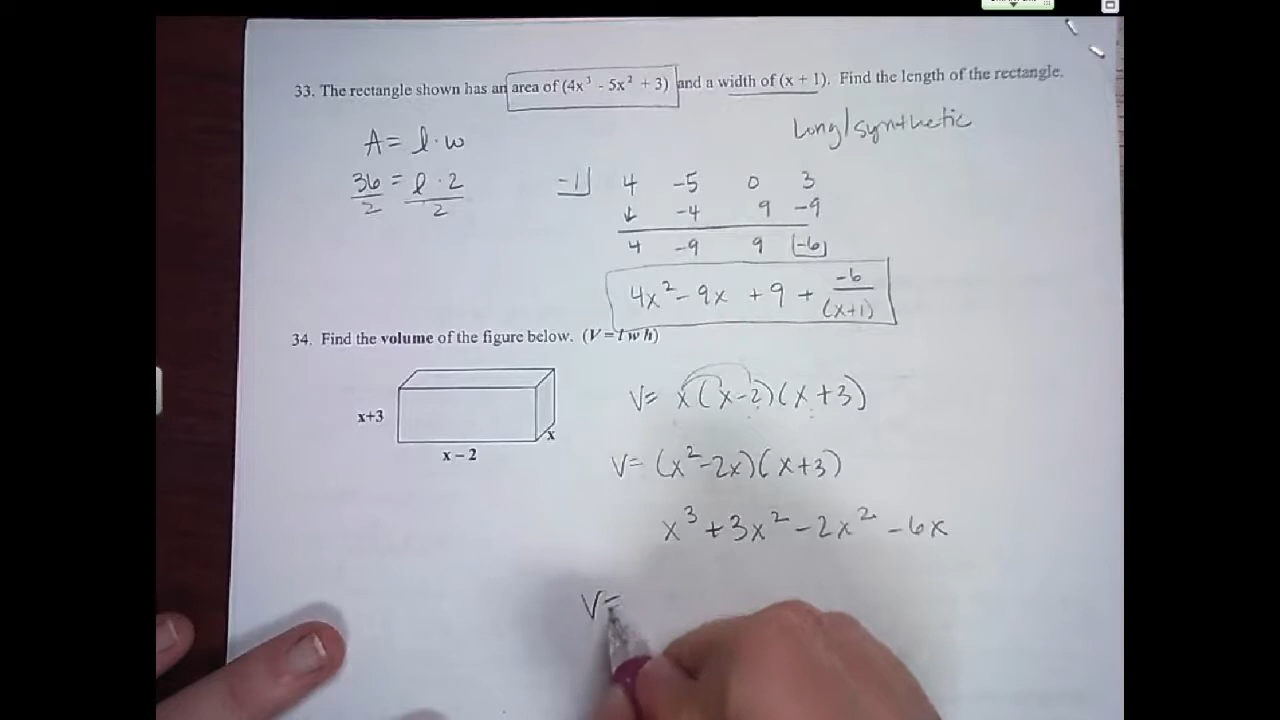 33. The rectangle shown has an area of (4x³ - 5x² + 3) and a width of (x + 1). Find the length of the rectangle.
Long/synthetic
A = l·w
36 = l·2
2 2
-1 4 -5 0 3
↓ -4 9 -9
4 -9 9 -6
4x² - 9x + 9 + -6
(x+1)
34. Find the volume of the figure below. (V = l w h)
x+3
x – 2
x
V= x(x-2)(x+3)
V= (x²-2x)(x+3)
x³ +3x² -2x² -6x
V=